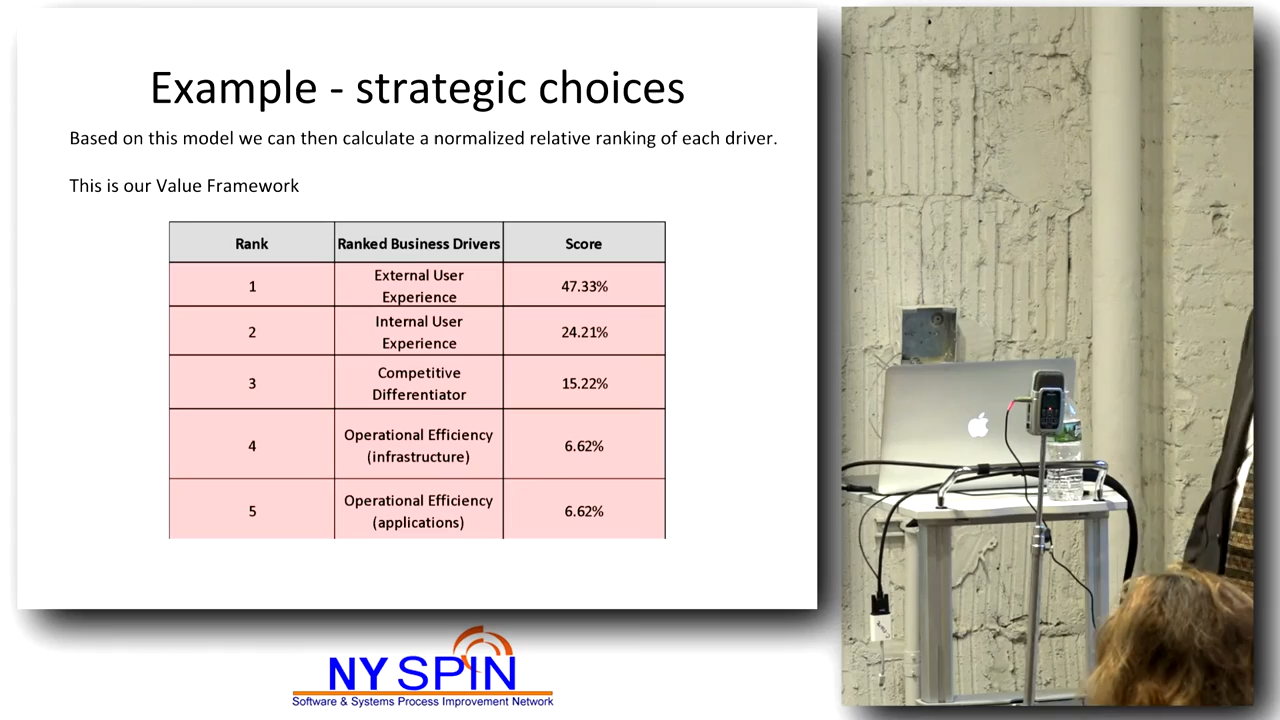 Example - strategic choices
Based on this model we can then calculate a normalized relative ranking of each driver.
This is our Value Framework
Rank
Ranked Business Drivers
Score
1
External User
Experience
47.33%
2
Internal User
Experience
24.21%
3
Competitive
Differentiator
15.22%
4
Operational Efficiency
(infrastructure)
6.62%
5
Operational Efficiency
(applications)
6.62%
NY SPIN
Software & Systems Process Improvement Network